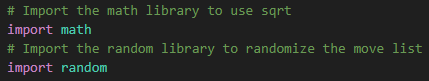 # Import the math library to use sqrt
import math
# Import the random library to randomize the move list
import random